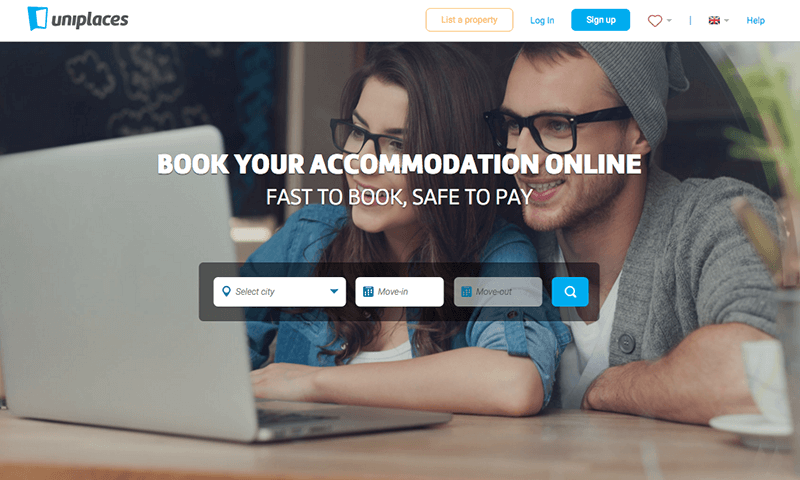 uniplaces
List a property
Log In
Sign up
Help
BOOK YOUR ACCOMMODATION ONLINE
FAST TO BOOK, SAFE TO PAY
Select city
Move-in
Move-out